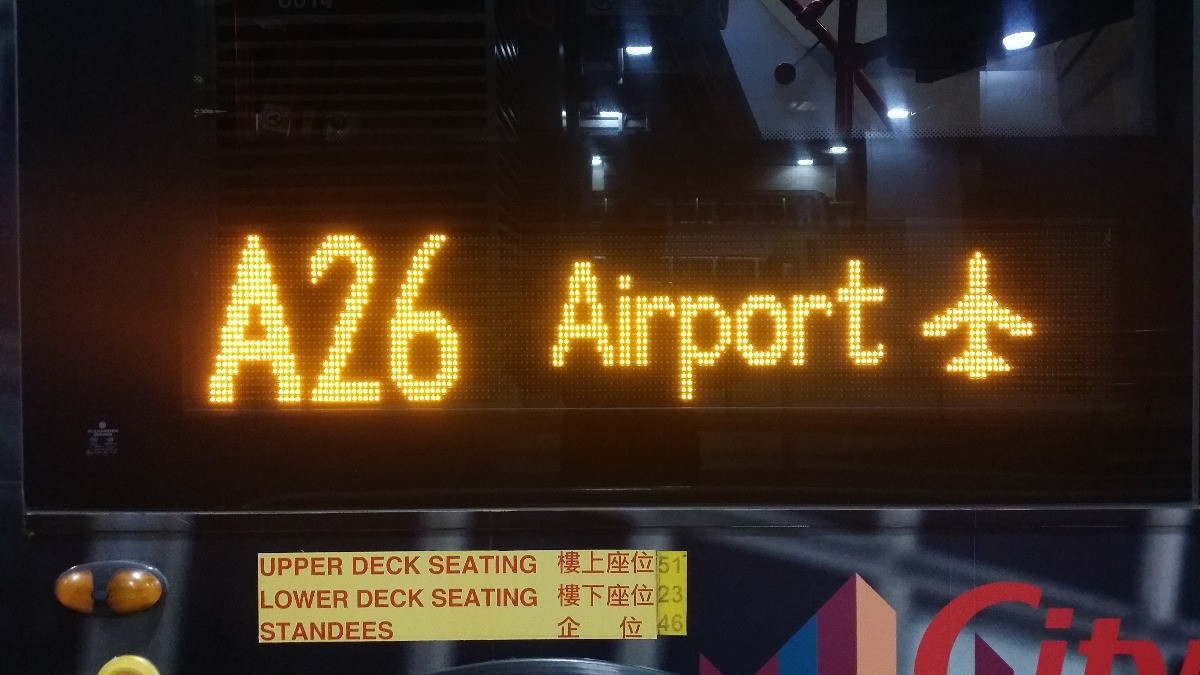 A26 Airport
UPPER DECK SEATING 樓上座位 51
LOWER DECK SEATING 樓下座位 23
STANDEES 企 位 46
City